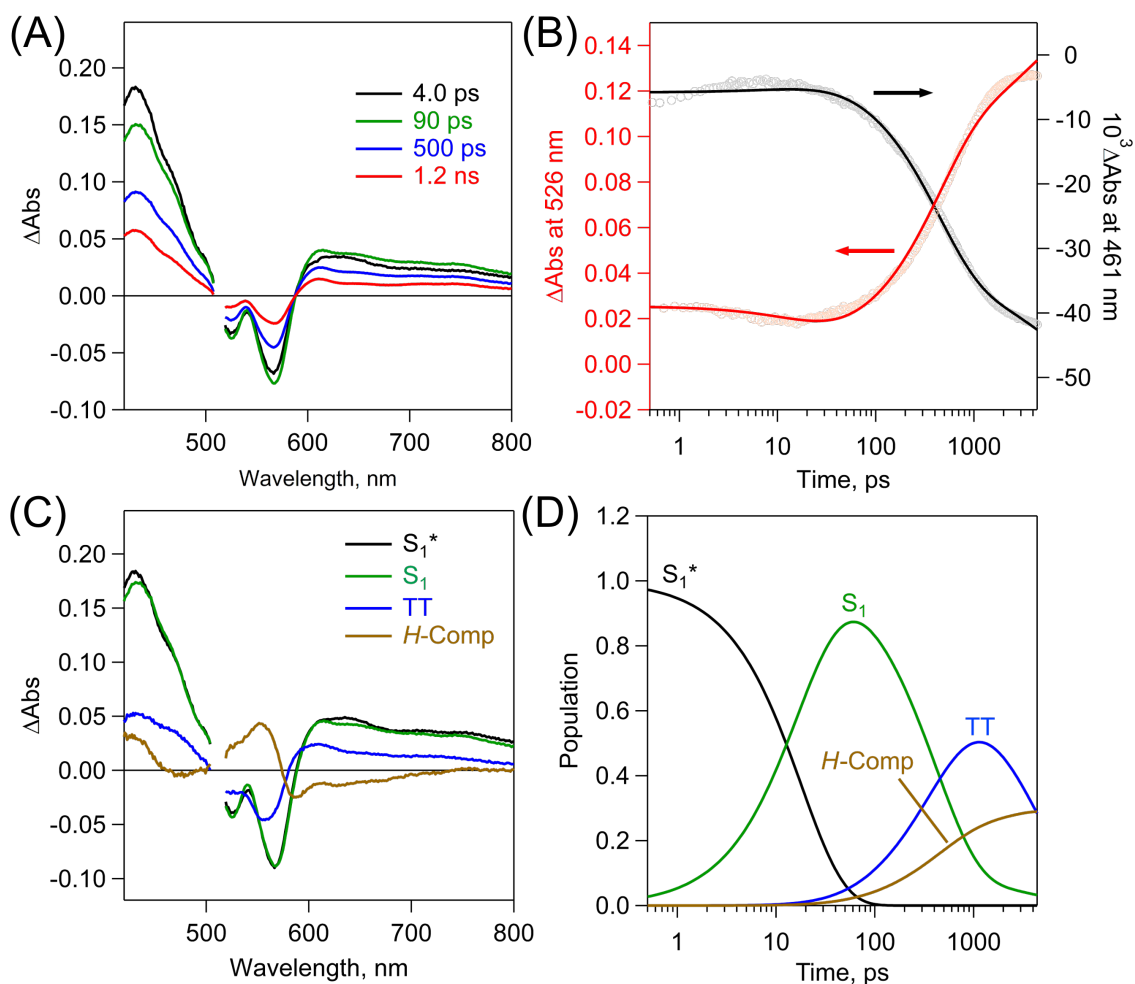 (A)
0.20
0.15
0.10
0.05
0.00
-0.05
-0.10
ΔAbs
4.0 ps
90 ps
500 ps
1.2 ns
500
600
700
800
Wavelength, nm
(B)
0.14
0.12
0.10
0.08
0.06
0.04
0.02
0.00
-0.02
ΔAbs at 526 nm
0
-10
-20
-30
-40
-50
10³ΔAbs at 461 nm
1
10
100
1000
Time, ps
(C)
0.20
0.15
0.10
0.05
0.00
-0.05
-0.10
ΔAbs
S₁*
S₁
TT
H-Comp
500
600
700
800
Wavelength, nm
(D)
1.2
1.0
0.8
0.6
0.4
0.2
0.0
Population
S₁*
S₁
TT
H-Comp
1
10
100
1000
Time, ps